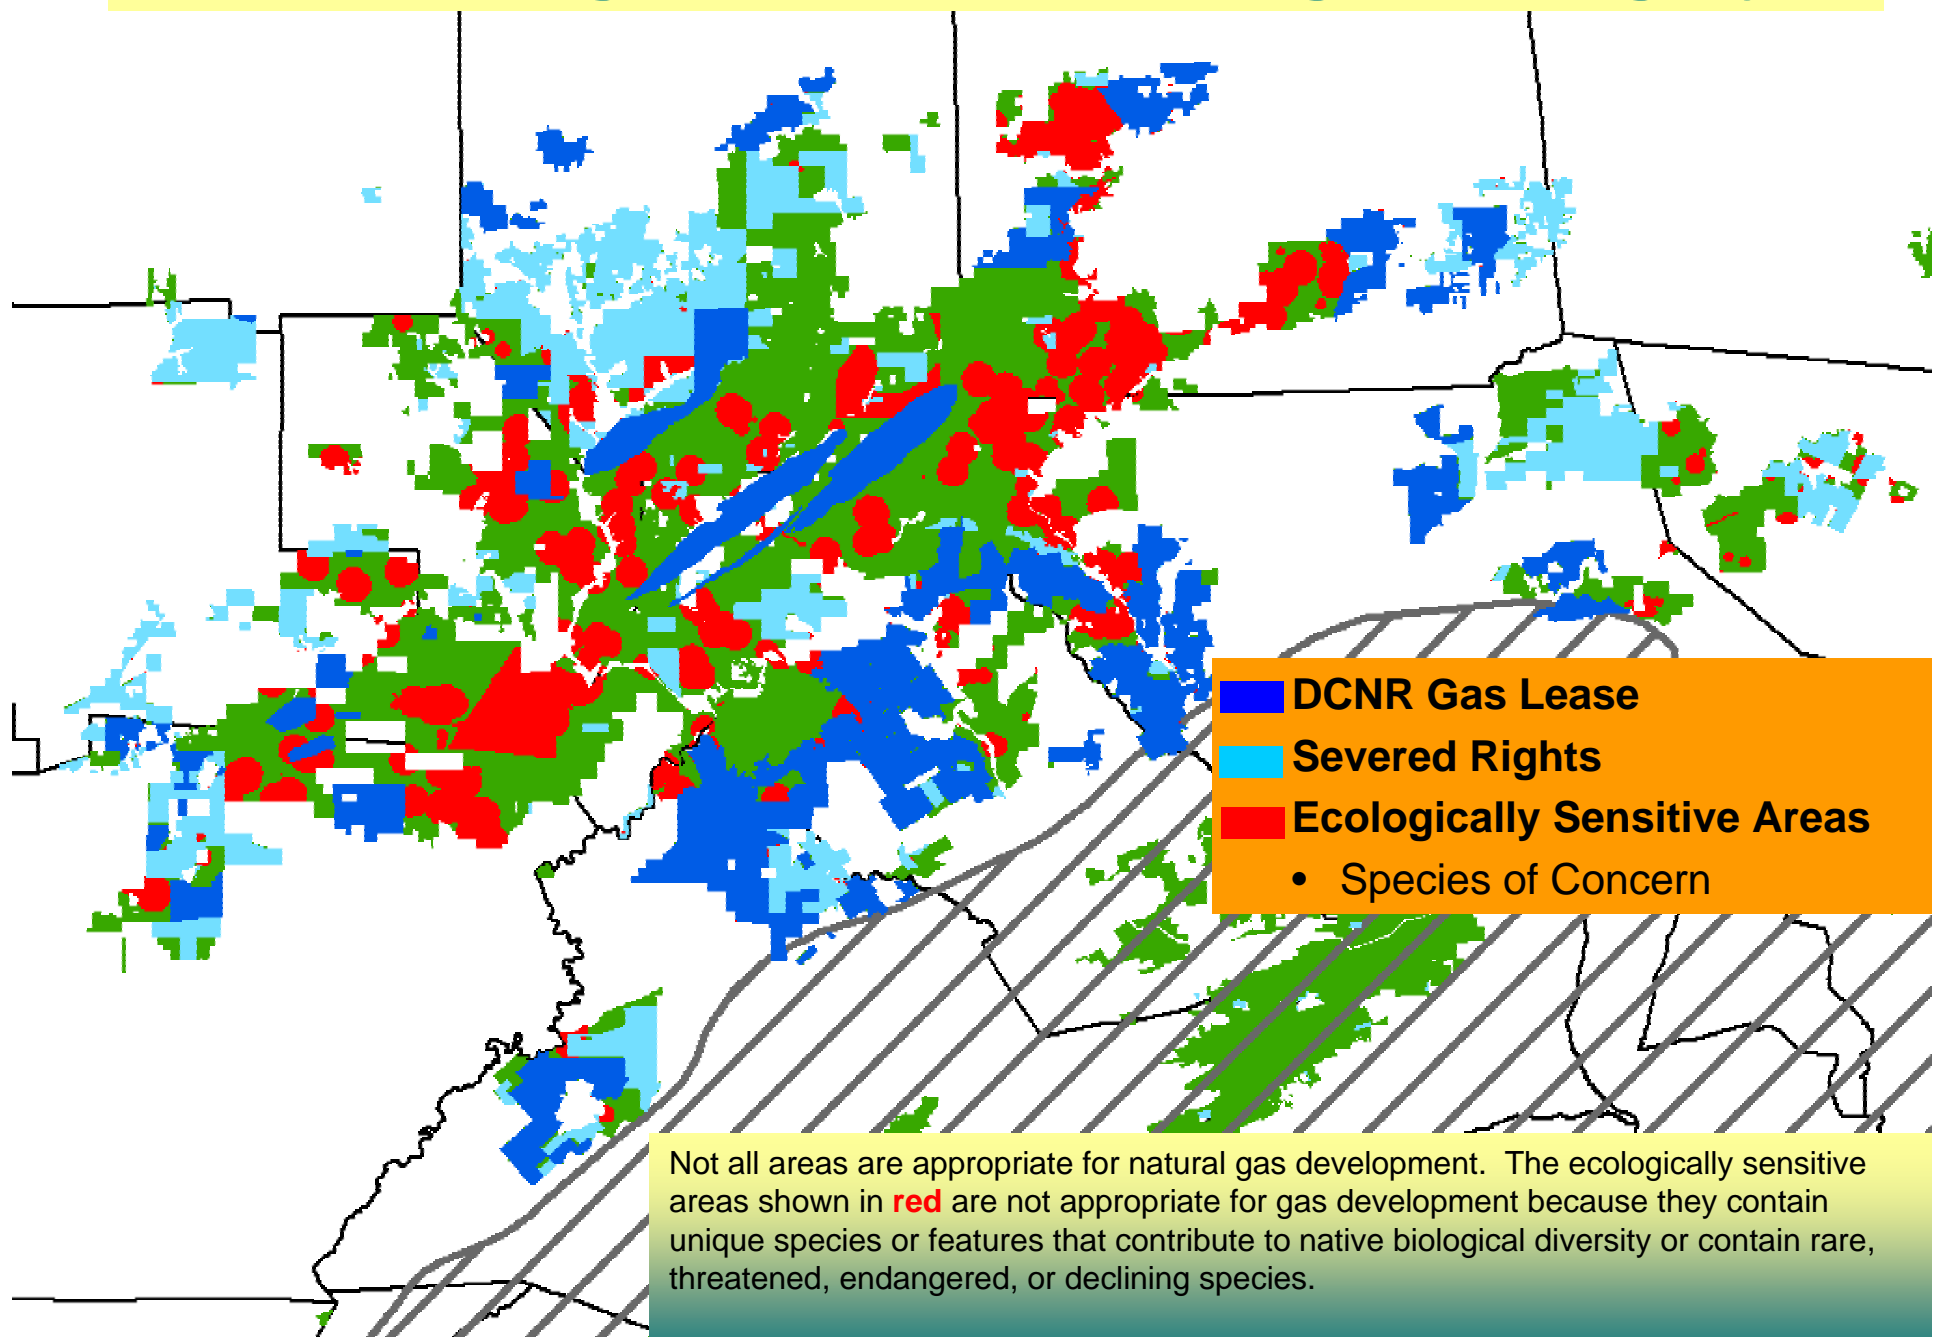 DCNR Gas Lease
Severed Rights
Ecologically Sensitive Areas
• Species of Concern
Not all areas are appropriate for natural gas development. The ecologically sensitive
areas shown in red are not appropriate for gas development because they contain
unique species or features that contribute to native biological diversity or contain rare,
threatened, endangered, or declining species.